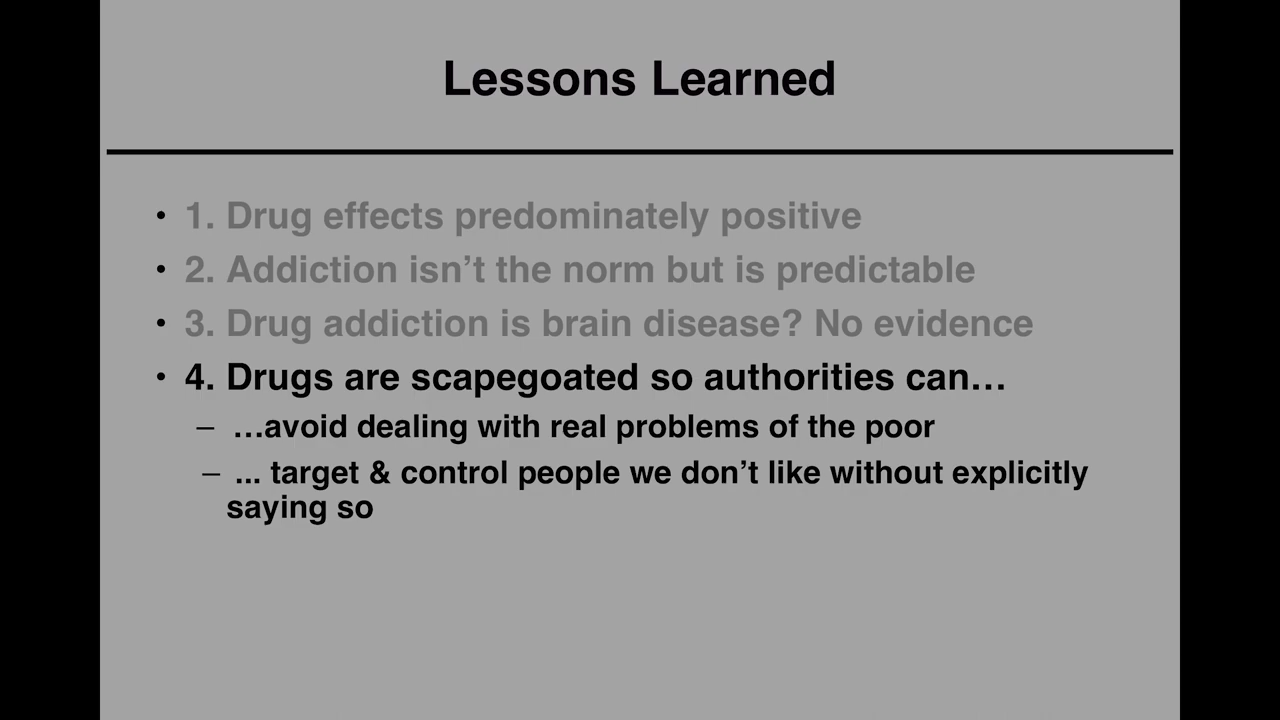 Lessons Learned
• 1. Drug effects predominately positive
• 2. Addiction isn’t the norm but is predictable
• 3. Drug addiction is brain disease? No evidence
• 4. Drugs are scapegoated so authorities can…
– …avoid dealing with real problems of the poor
– ... target & control people we don’t like without explicitly
saying so